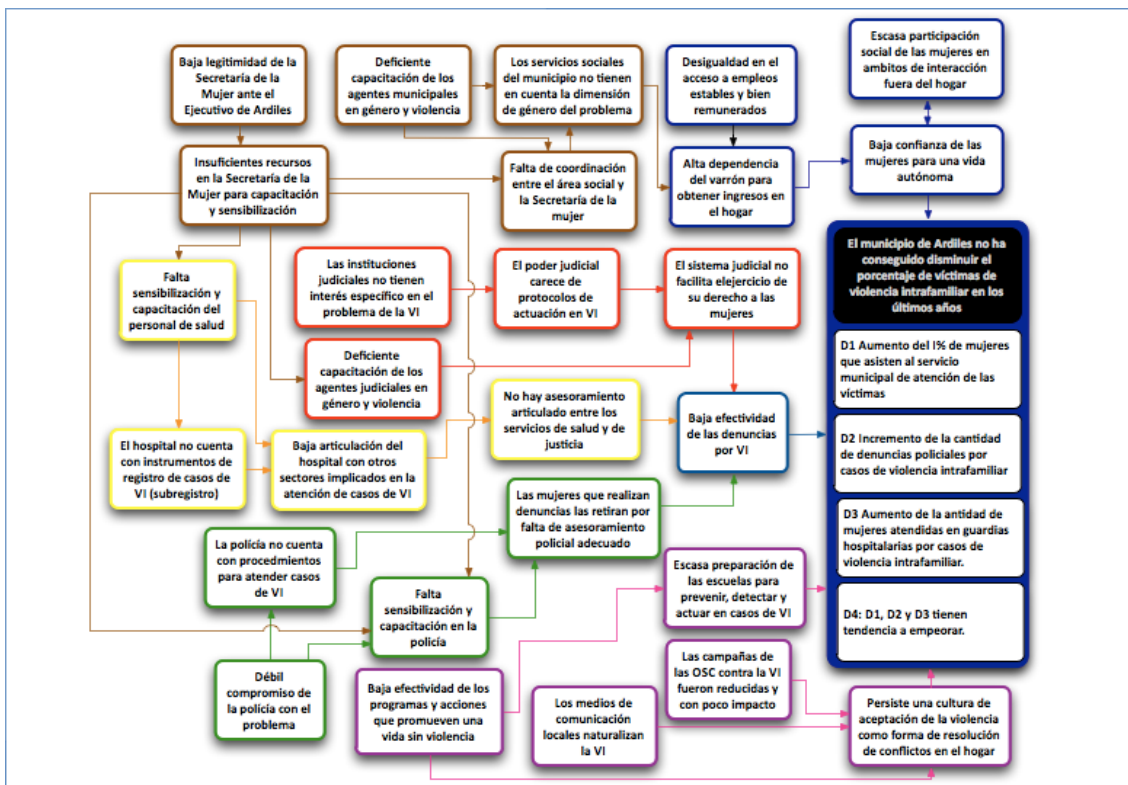 Baja legitimidad de la
Secretaría de la
Mujer ante el
Ejecutivo de Ardiles
Deficiente
capacitación de los
agentes municipales
en género y violencia
Los servicios sociales
del municipio no tienen
en cuenta la dimensión
de género del problema
Desigualdad en el
acceso a empleos
estables y bien
remunerados
Escasa participación
social de las mujeres en
ambitos de interacción
fuera del hogar
Insuficientes recursos
en la Secretaría de la
Mujer para capacitación
y sensibilización
Falta de coordinación
entre el área social y
la Secretaría de la
mujer
Alta dependencia
del varrón para
obtener ingresos en
el hogar
Baja confianza de las
mujeres para una vida
autónoma
El municipio de Ardiles no ha
conseguido disminuir el
porcentaje de víctimas de
violencia intrafamiliar en los
últimos años
Falta
sensibilización y
capacitación del
personal de salud
Las instituciones
judiciales no tienen
interés específico en el
problema de la VI
El poder judicial
carece de
protocolos de
actuación en VI
El sistema judicial no
facilita elejercicio de
su derecho a las
mujeres
D1 Aumento del I% de mujeres
que asisten al servicio
municipal de atención de las
víctimas
Deficiente
capacitación de los
agentes judiciales en
género y violencia
No hay asesoramiento
articulado entre los
servicios de salud y de
justicia
Baja efectividad
de las denuncias
por VI
D2 Incremento de la cantidad
de denuncias policiales por
casos de violencia intrafamiliar
El hospital no cuenta
con instrumentos de
registro de casos de
VI (subregistro)
Baja articulación del
hospital con otros
sectores implicados en la
atención de casos de VI
Las mujeres que realizan
denuncias las retiran por
falta de asesoramiento
policial adecuado
D3 Aumento de la antidad de
mujeres atendidas en guardias
hospitalarias por casos de
violencia intrafamiliar.
La polícía no cuenta
con procedmientos
para atender casos
de VI
Falta
sensibilización y
capacitación en la
policía
Escasa preparación de
las escuelas para
prevenir, detectar y
actuar en casos de VI
D4: D1, D2 y D3 tienen
tendencia a empeorar.
Débil
compromiso de
la polícía con el
problema
Baja efectividad de los
programas y acciones
que promueven una
vida sin violencia
Los medios de
comunicación
locales naturalizan
la VI
Las campañas de
las OSC contra la VI
fueron reducidas y
con poco impacto
Persiste una cultura de
aceptación de la violencia
como forma de resolución
de conflictos en el hogar